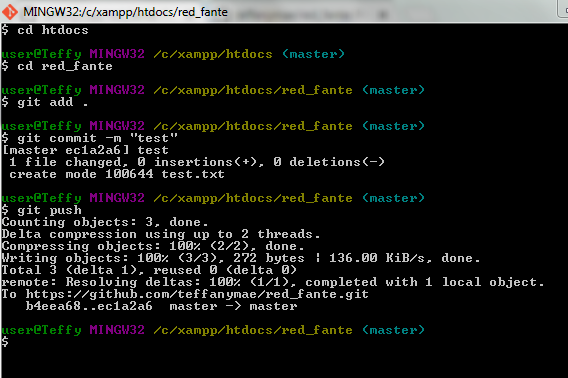 MINGW32:/c/xampp/htdocs/red_fante
$ cd htdocs
user@Teffy MINGW32 /c/xampp/htdocs (master)
$ cd red_fante
user@Teffy MINGW32 /c/xampp/htdocs/red_fante (master)
$ git add .
user@Teffy MINGW32 /c/xampp/htdocs/red_fante (master)
$ git commit -m "test"
[master ec1a2a6] test
1 file changed, 0 insertions(+), 0 deletions(-)
create mode 100644 test.txt
user@Teffy MINGW32 /c/xampp/htdocs/red_fante (master)
$ git push
Counting objects: 3, done.
Delta compression using up to 2 threads.
Compressing objects: 100% (2/2), done.
Writing objects: 100% (3/3), 272 bytes | 136.00 KiB/s, done.
Total 3 (delta 1), reused 0 (delta 0)
remote: Resolving deltas: 100% (1/1), completed with 1 local object.
To https://github.com/teffanymae/red_fante.git
b4eea68..ec1a2a6  master -> master
user@Teffy MINGW32 /c/xampp/htdocs/red_fante (master)
$